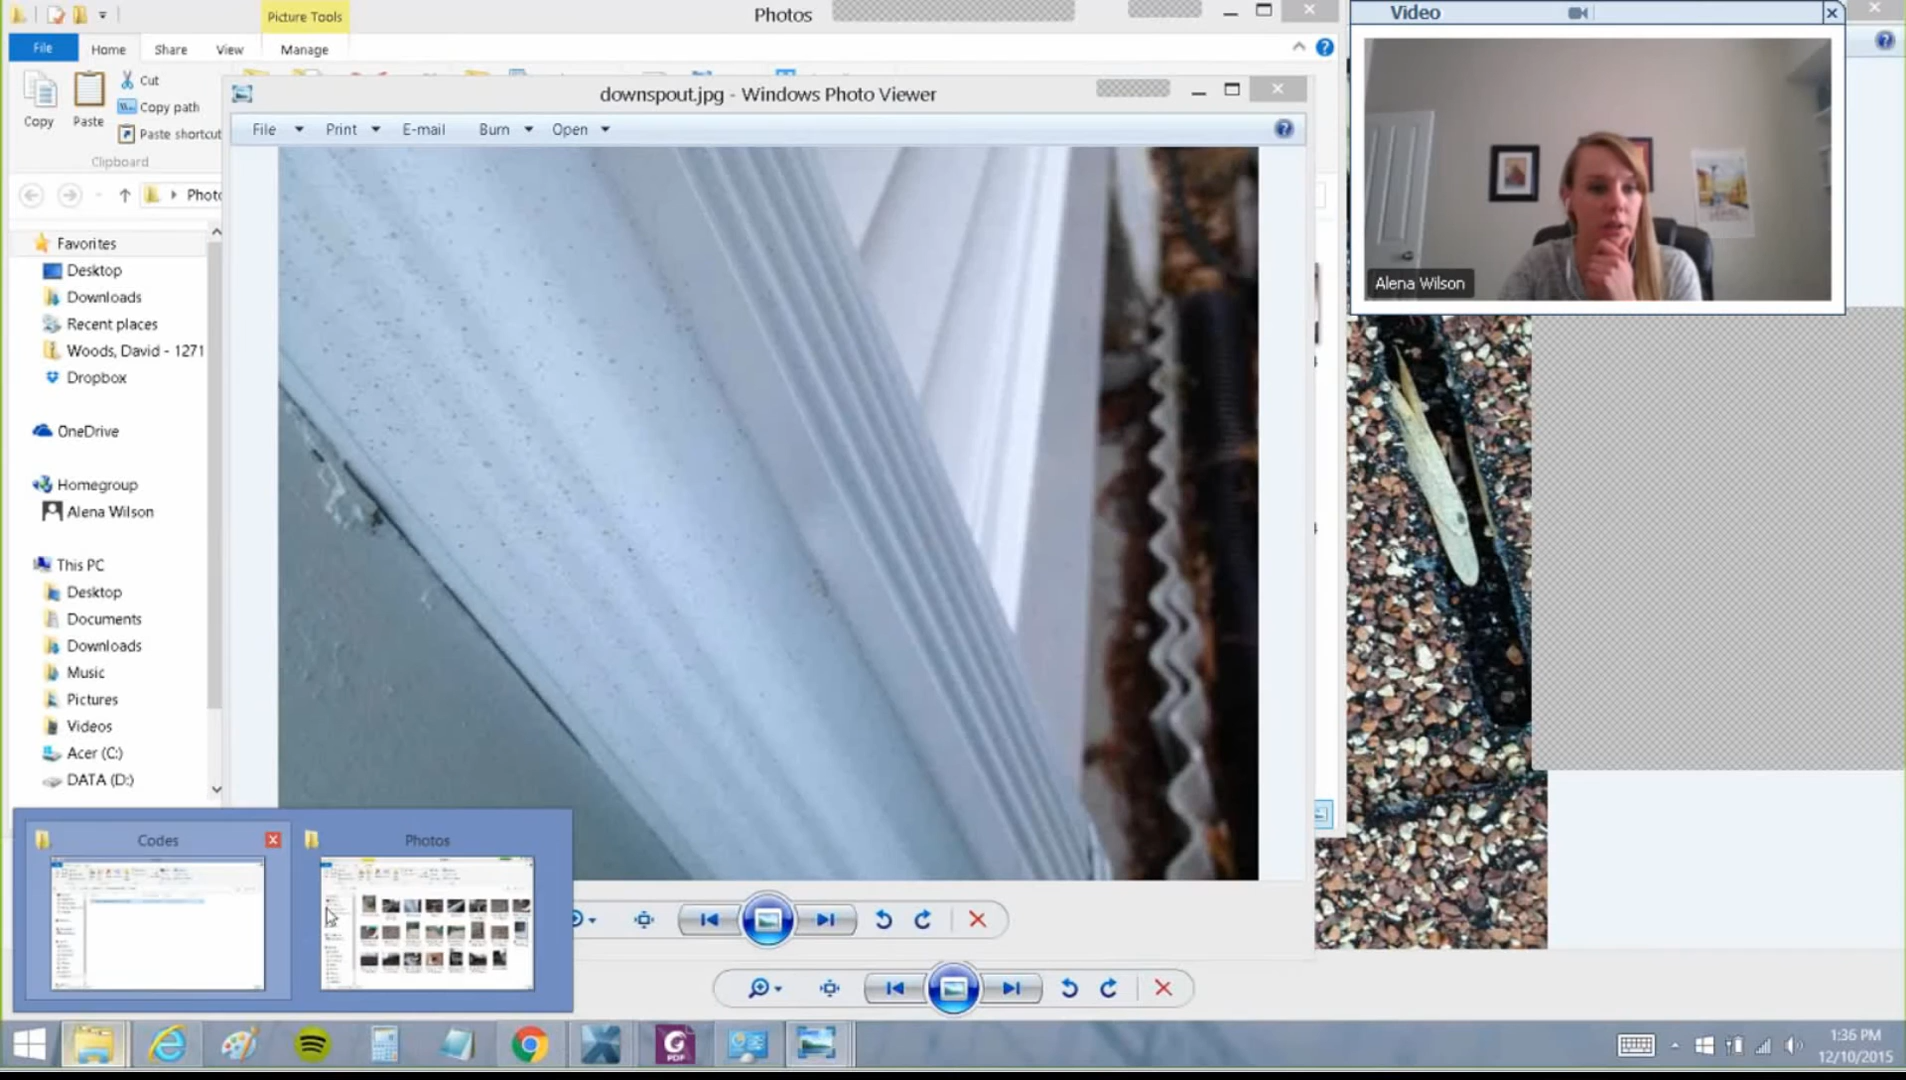 Picture Tools
Photos
File
Home
Share
View
Manage
Copy
Paste
Cut
Copy path
Paste shortcut
Clipboard
Photo
Favorites
Desktop
Downloads
Recent places
Woods, David - 1271
Dropbox
OneDrive
Homegroup
Alena Wilson
This PC
Desktop
Documents
Downloads
Music
Pictures
Videos
Acer (C:)
DATA (D:)
downspout.jpg - Windows Photo Viewer
File
Print
E-mail
Burn
Open
Video
Alena Wilson
Codes
Photos
PDF
1:36 PM
12/10/2015